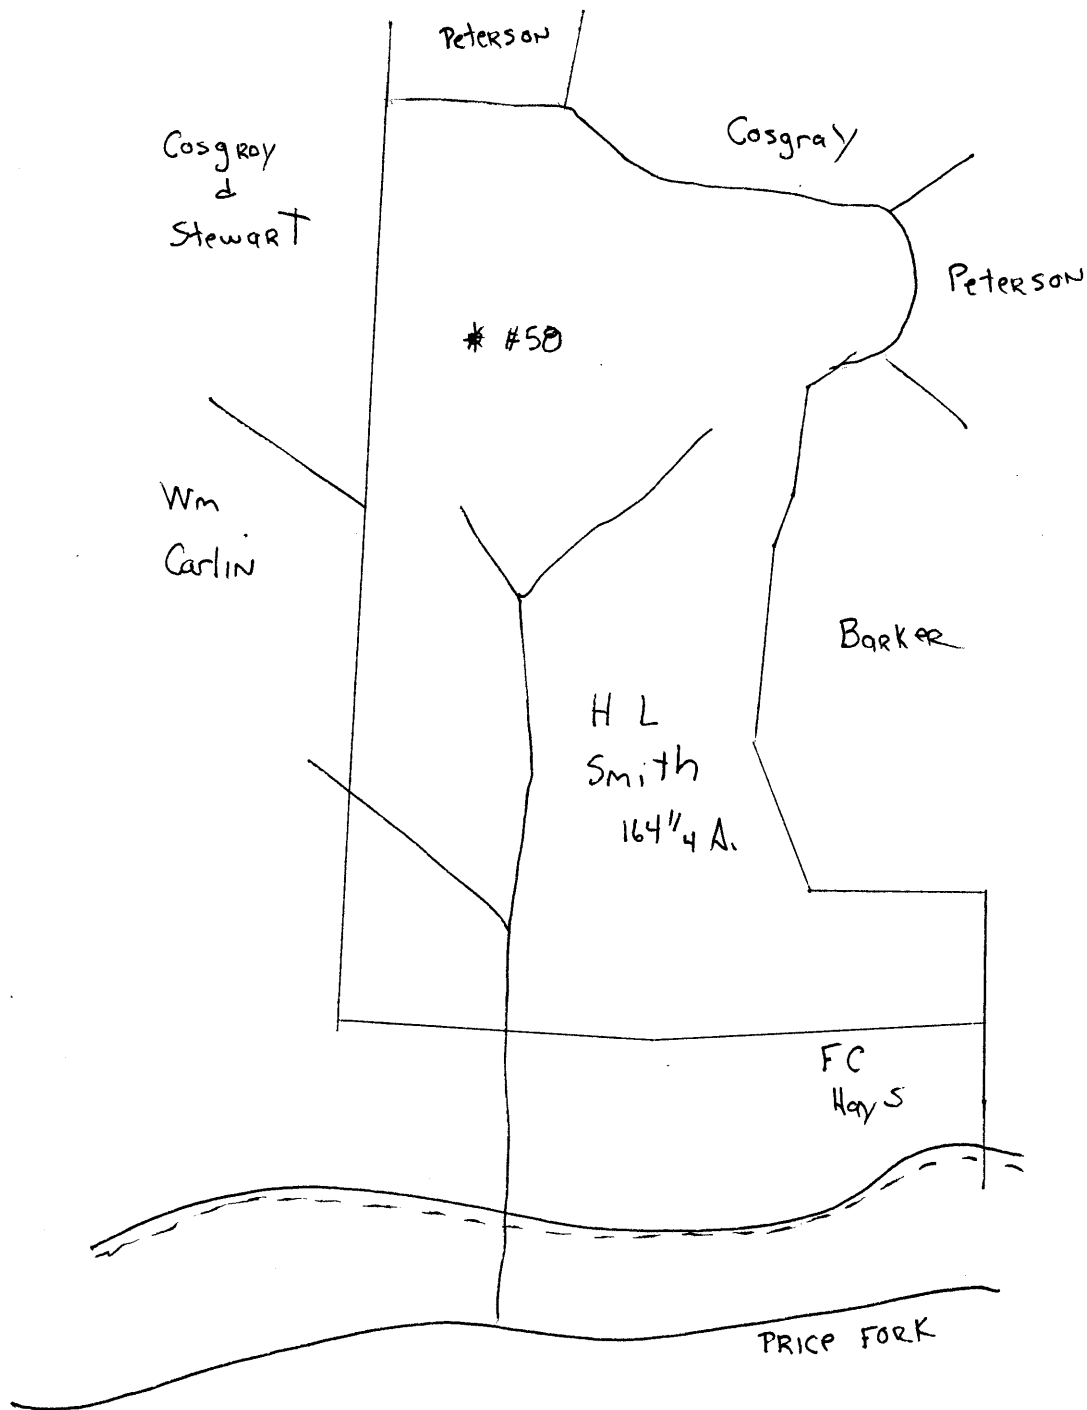 Peterson
Cosgray
Cosgroy
&
Stewart
Peterson
* #58
Wm
Carlin
Barker
H L
Smith
164 1/4 A.
F C
Hays
Price Fork